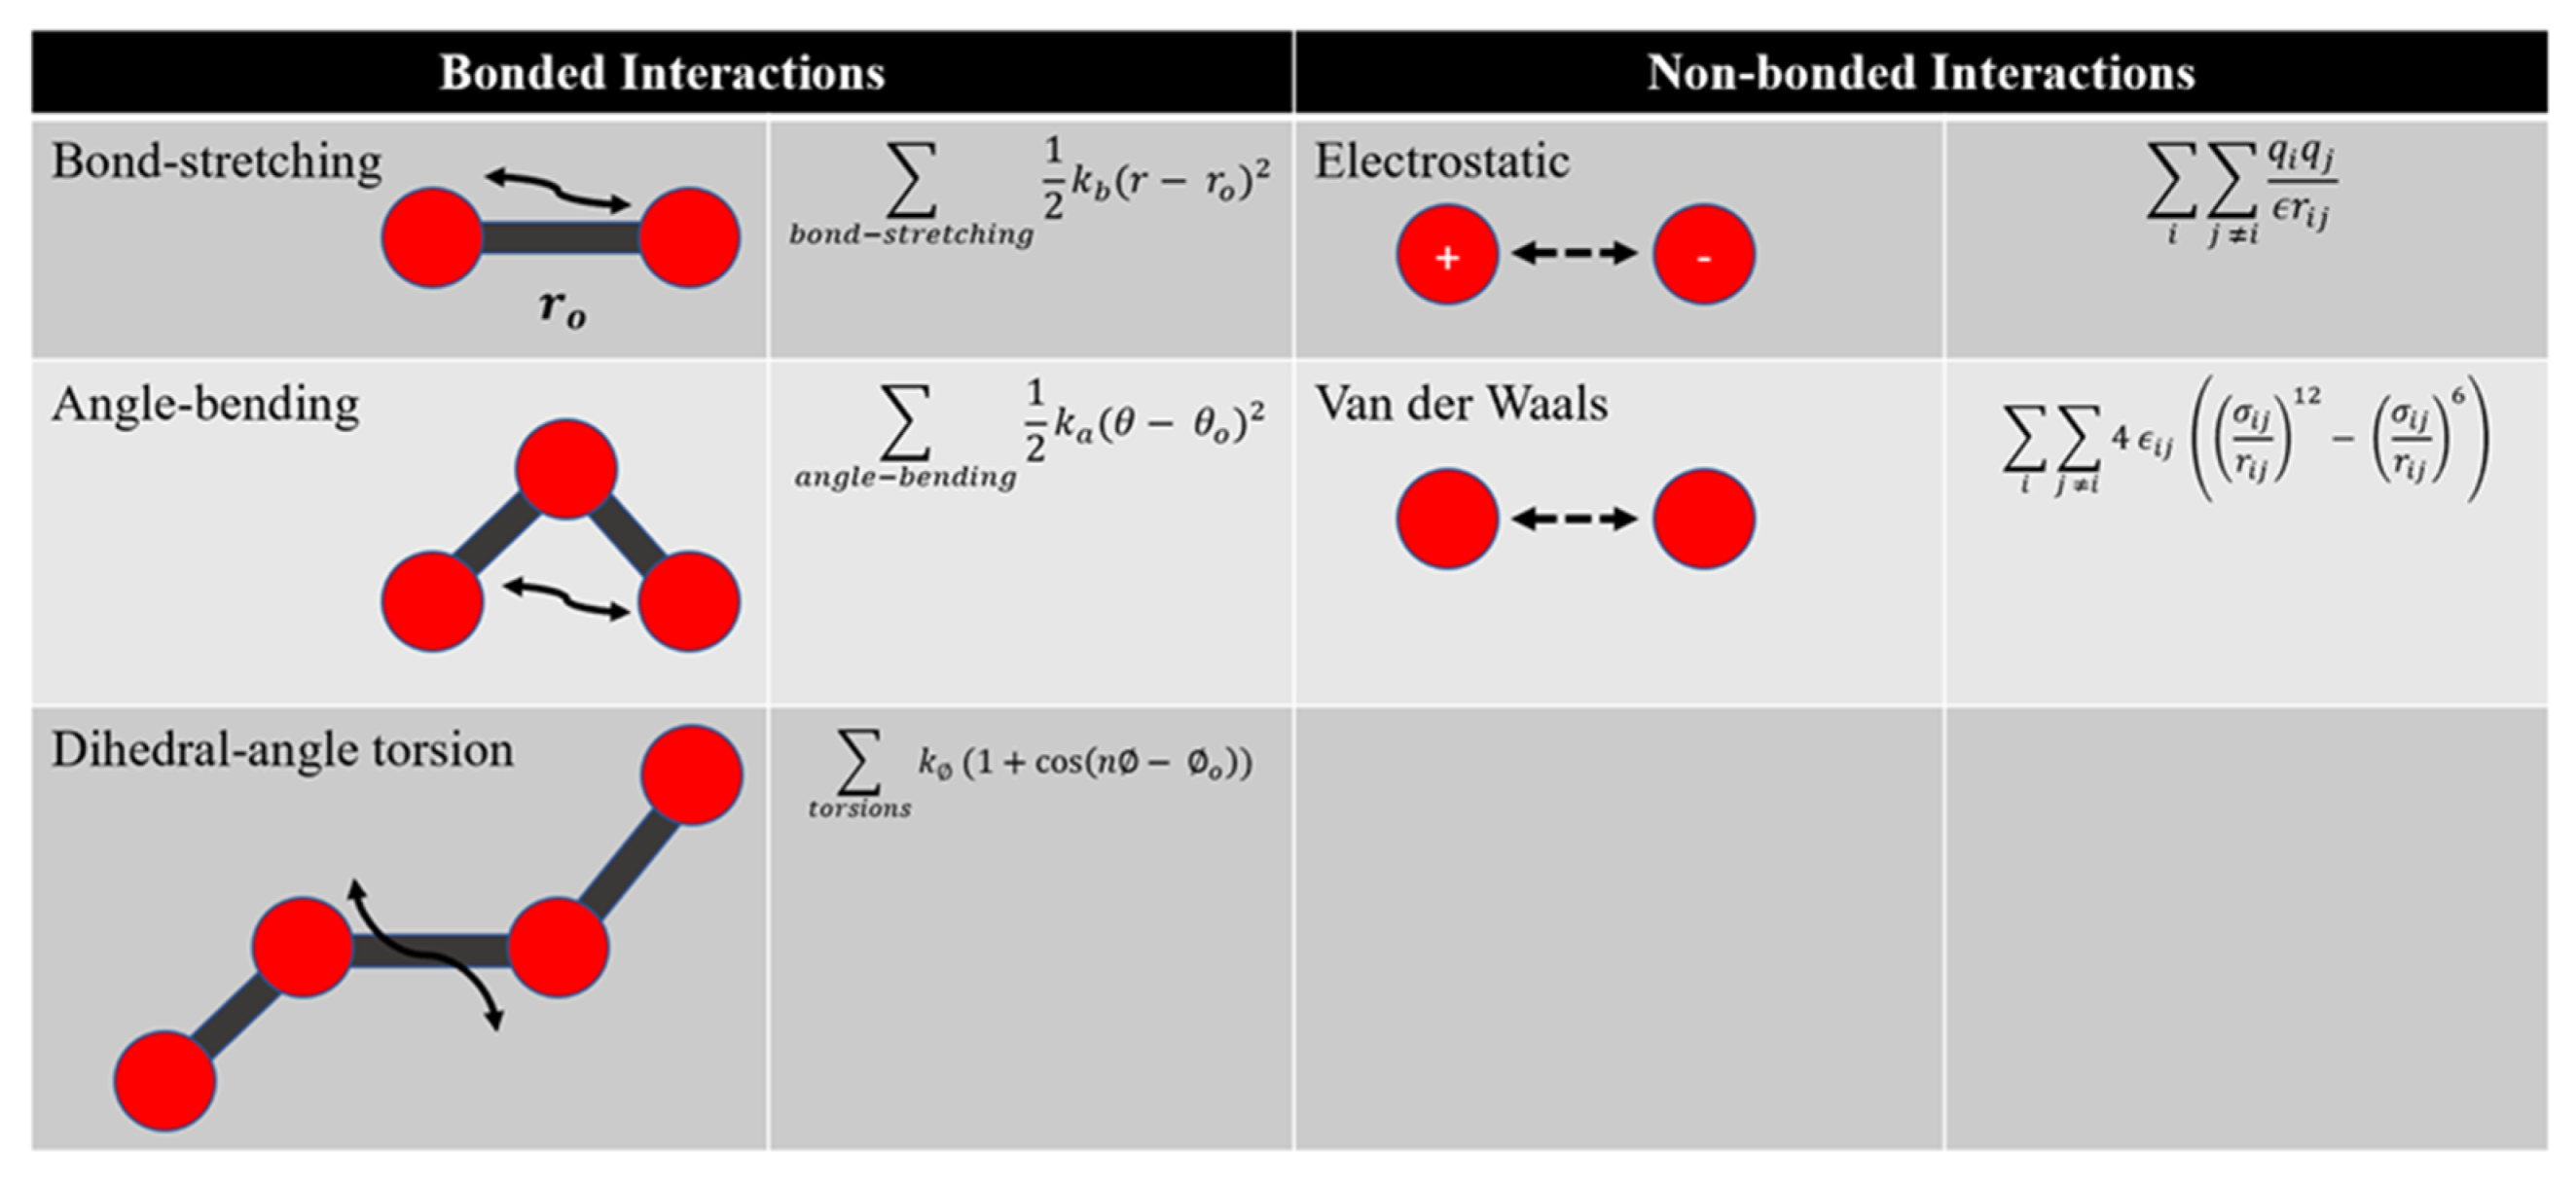 Bonded Interactions
Non-bonded Interactions
Bond-stretching
r_o
\sum_{bond-stretching} \frac{1}{2} k_b (r - r_o)^2
Electrostatic
+ -
\sum_i \sum_{j \neq i} \frac{q_i q_j}{\epsilon r_{ij}}
Angle-bending
\sum_{angle-bending} \frac{1}{2} k_a (\theta - \theta_o)^2
Van der Waals
\sum_i \sum_{j \neq i} 4 \epsilon_{ij} \left( \left( \frac{\sigma_{ij}}{r_{ij}} \right)^{12} - \left( \frac{\sigma_{ij}}{r_{ij}} \right)^6 \right)
Dihedral-angle torsion
\sum_{torsions} k_∅ (1 + \cos(n∅ - ∅_o))